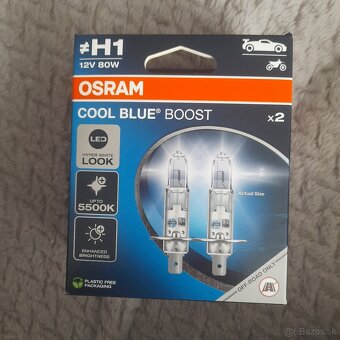 ≠H1
12V 80W
OSRAM
COOL BLUE® BOOST
x2
LED
HYPER WHITE
LOOK
Actual Size
UP TO
5500K
ENHANCED
BRIGHTNESS
OFF-ROAD ONLY
PLASTIC FREE
PACKAGING
Bazos.sk